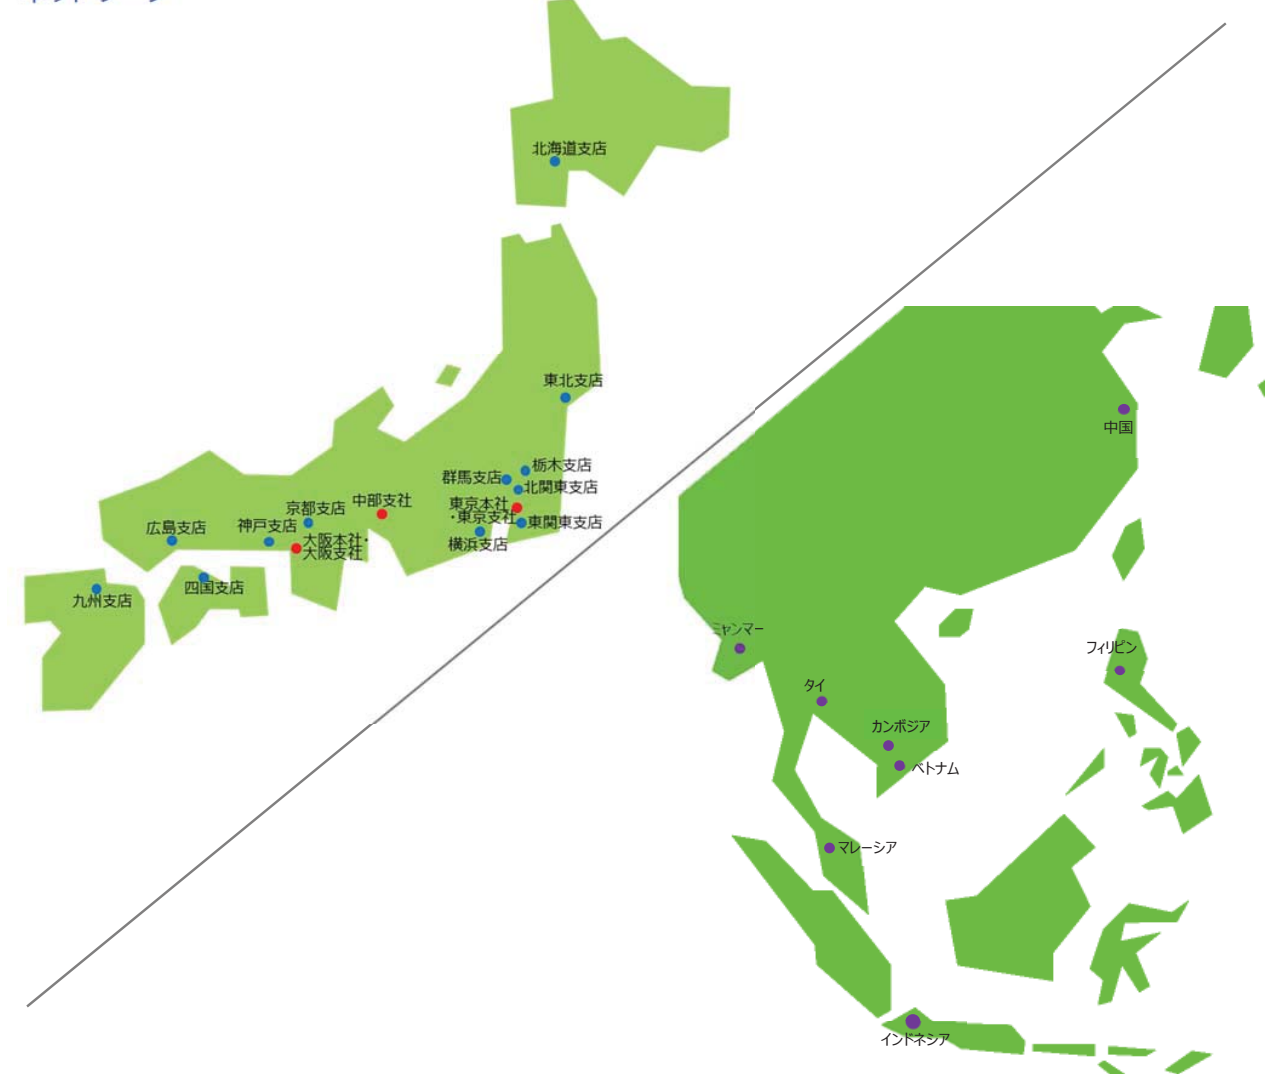 北海道支店
東北支店
栃木支店
群馬支店
北関東支店
東京本社
・東京支社
東関東支店
横浜支店
中部支社
京都支店
神戸支店
大阪本社・
大阪支社
広島支店
四国支店
九州支店
中国
ミャンマー
フィリピン
タイ
カンボジア
ベトナム
マレーシア
インドネシア